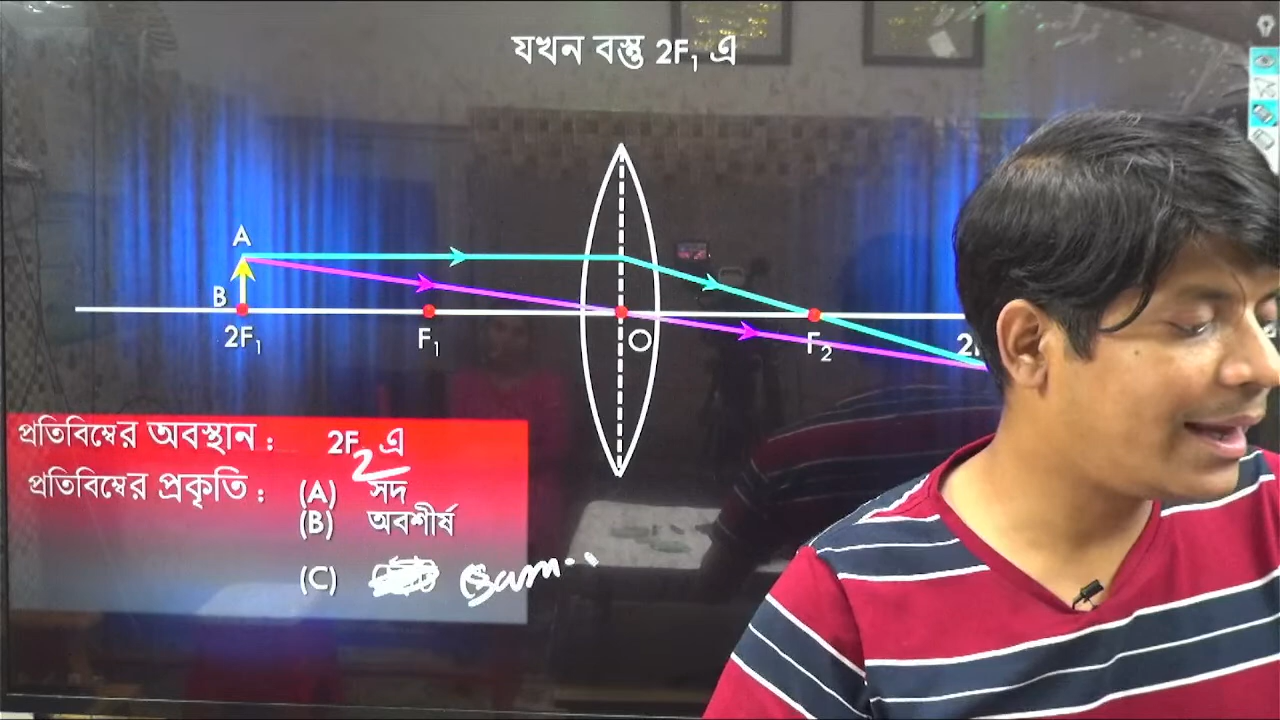 যখন বস্তু 2F₁ এ
A
B
2F₁
F₁
O
F₂
প্রতিবিম্বের অবস্থান : 2F₂ এ
প্রতিবিম্বের প্রকৃতি : (A) সদ
(B) অবশীর্ষ
(C)